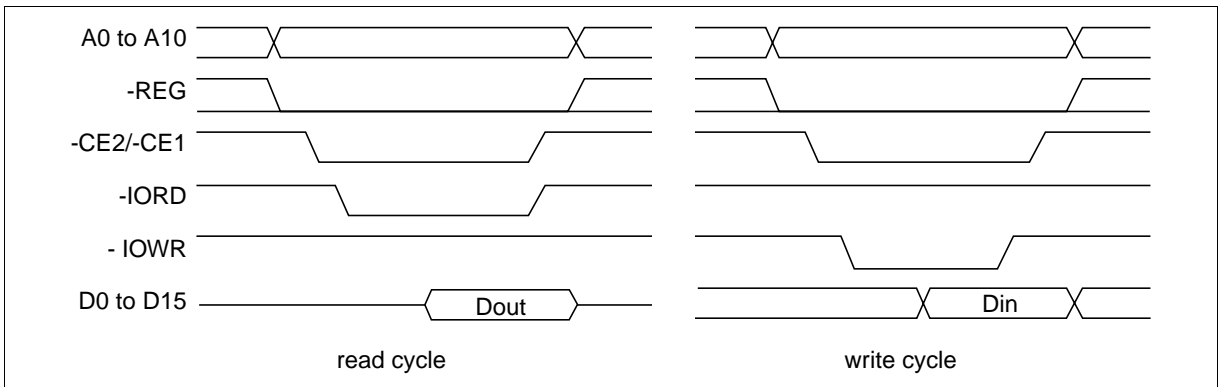 A0 to A10
-REG
-CE2/-CE1
-IORD
- IOWR
D0 to D15
Dout
Din
read cycle
write cycle